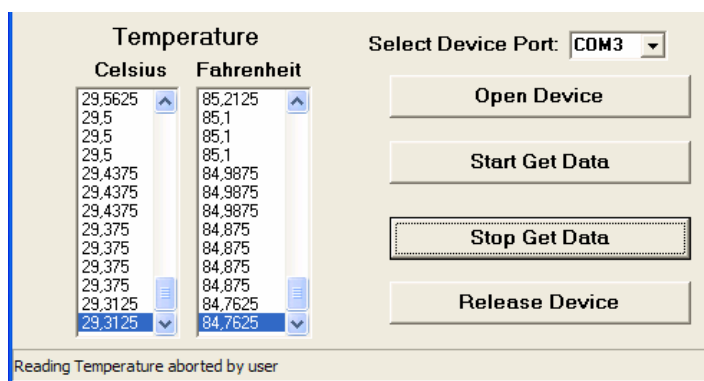 Temperature
Select Device Port: COM3
Celsius Fahrenheit
29,5625 85,2125
29,5 85,1
29,5 85,1
29,5 85,1
29,4375 84,9875
29,4375 84,9875
29,4375 84,9875
29,375 84,875
29,375 84,875
29,375 84,875
29,375 84,875
29,3125 84,7625
29,3125 84,7625
Open Device
Start Get Data
Stop Get Data
Release Device
Reading Temperature aborted by user